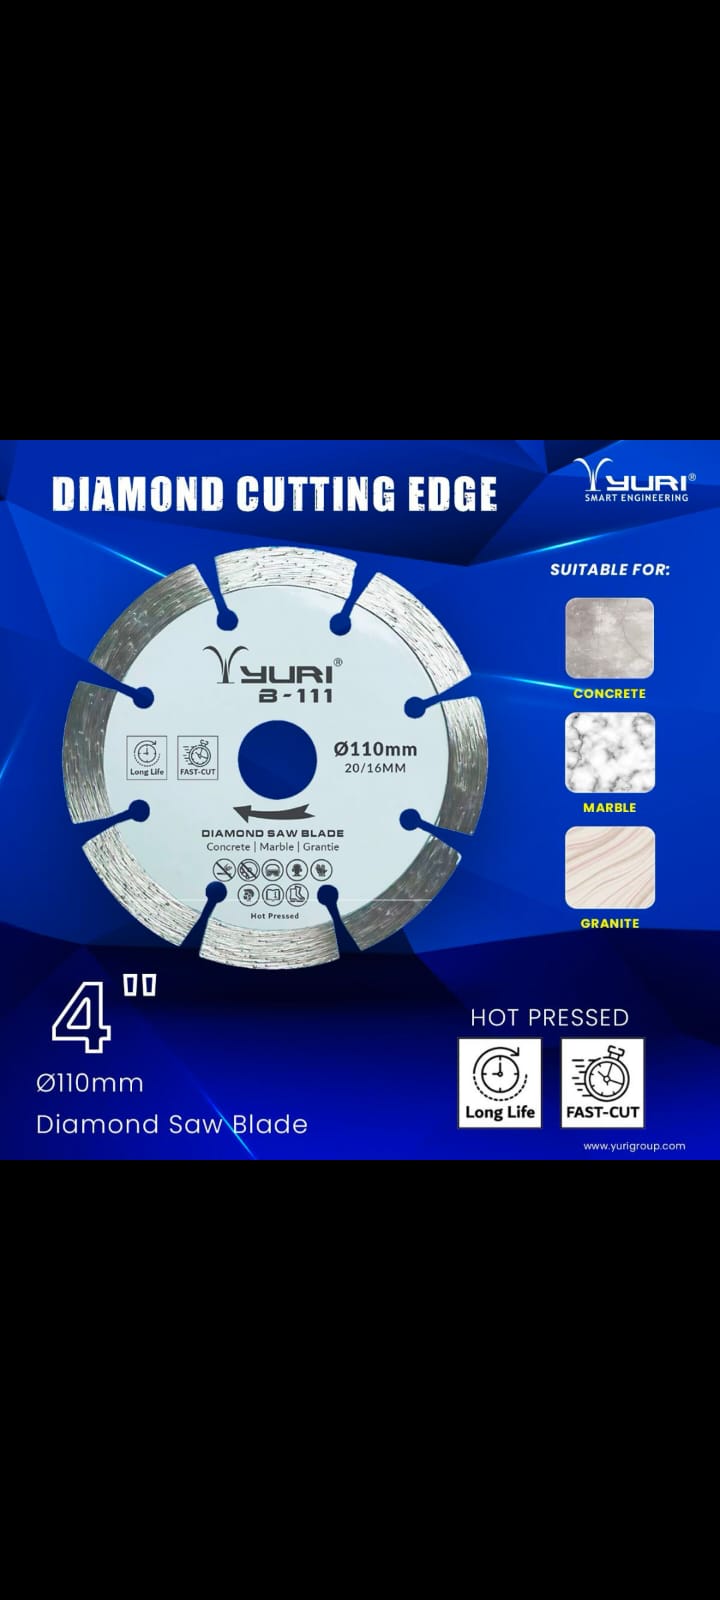 DIAMOND CUTTING EDGE
YURI®
SMART ENGINEERING
SUITABLE FOR:
CONCRETE
MARBLE
GRANITE
YURI®
B-111
Long Life
FAST-CUT
Ø110mm
20/16MM
DIAMOND SAW BLADE
Concrete | Marble | Grantie
Hot Pressed
4"
Ø110mm
Diamond Saw Blade
HOT PRESSED
Long Life
FAST-CUT
www.yurigroup.com